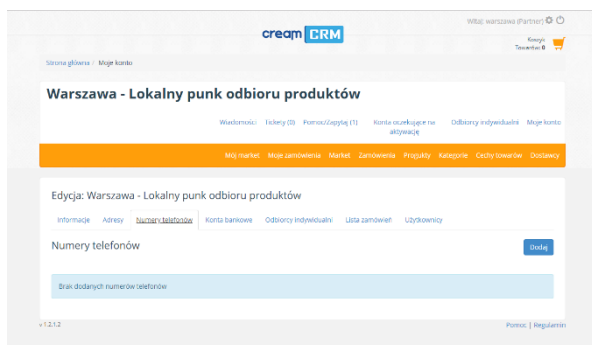 Witaj: warszawa (Partner)
cream CRM
Koszyk
Towarów: 0
Strona główna / Moje konto
Warszawa - Lokalny punk odbioru produktów
Wiadomości Tickety (0) Pomoc/Zapytaj (1) Konta oczekujące na aktywację Odbiorcy indywidualni Moje konto
Mój market Moje zamówienia Market Zamówienia Produkty Kategorie Cechy towarów Dostawcy
Edycja: Warszawa - Lokalny punk odbioru produktów
Informacje Adresy Numery telefonów Konta bankowe Odbiorcy indywidualni Lista zamówień Użytkownicy
Numery telefonów Dodaj
Brak dodanych numerów telefonów
v 1.2.1.2 Pomoc | Regulamin